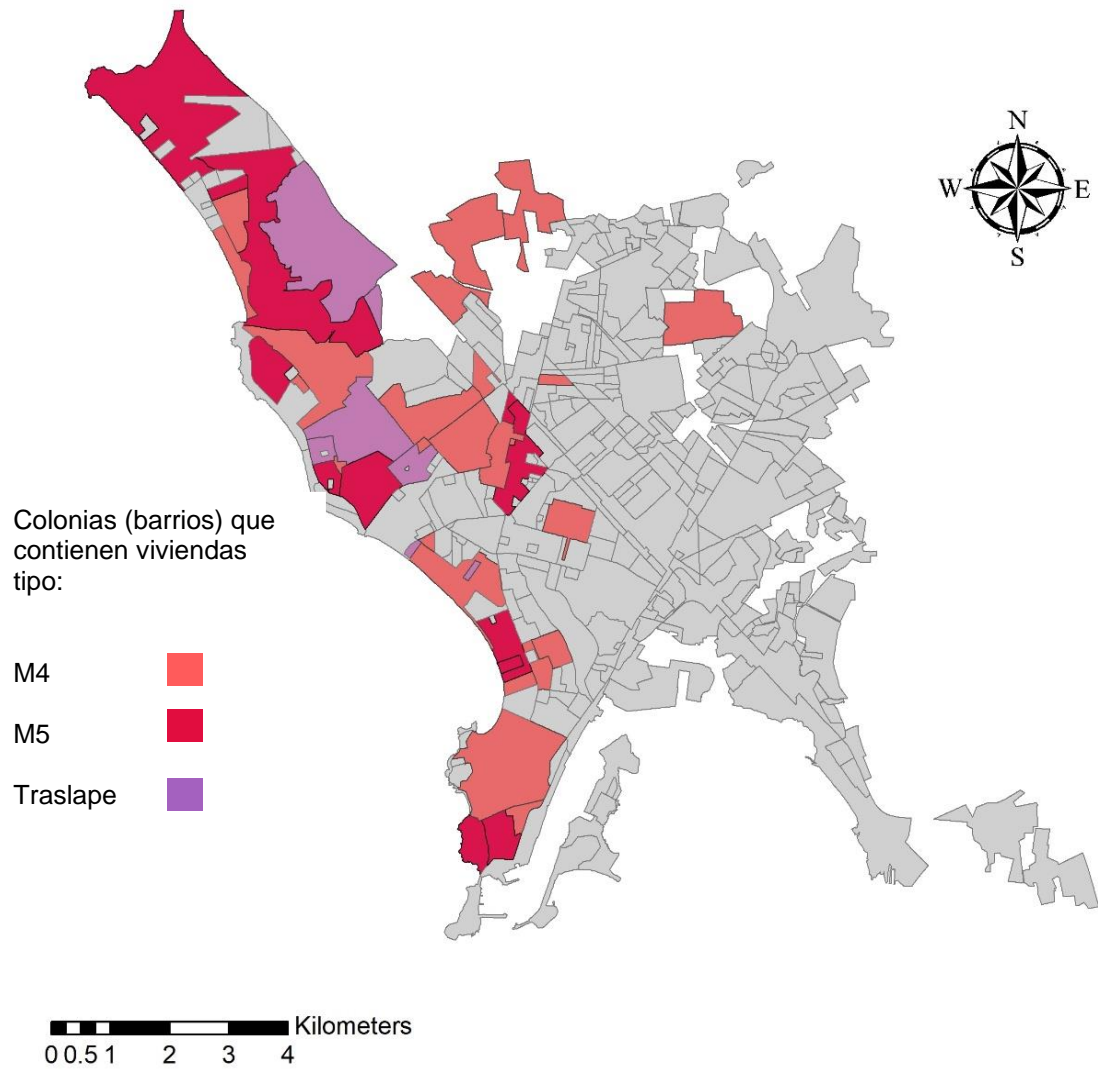 N
W E
S
Colonias (barrios) que
contienen viviendas
tipo:
M4
M5
Traslape
Kilometers
0 0.5 1 2 3 4